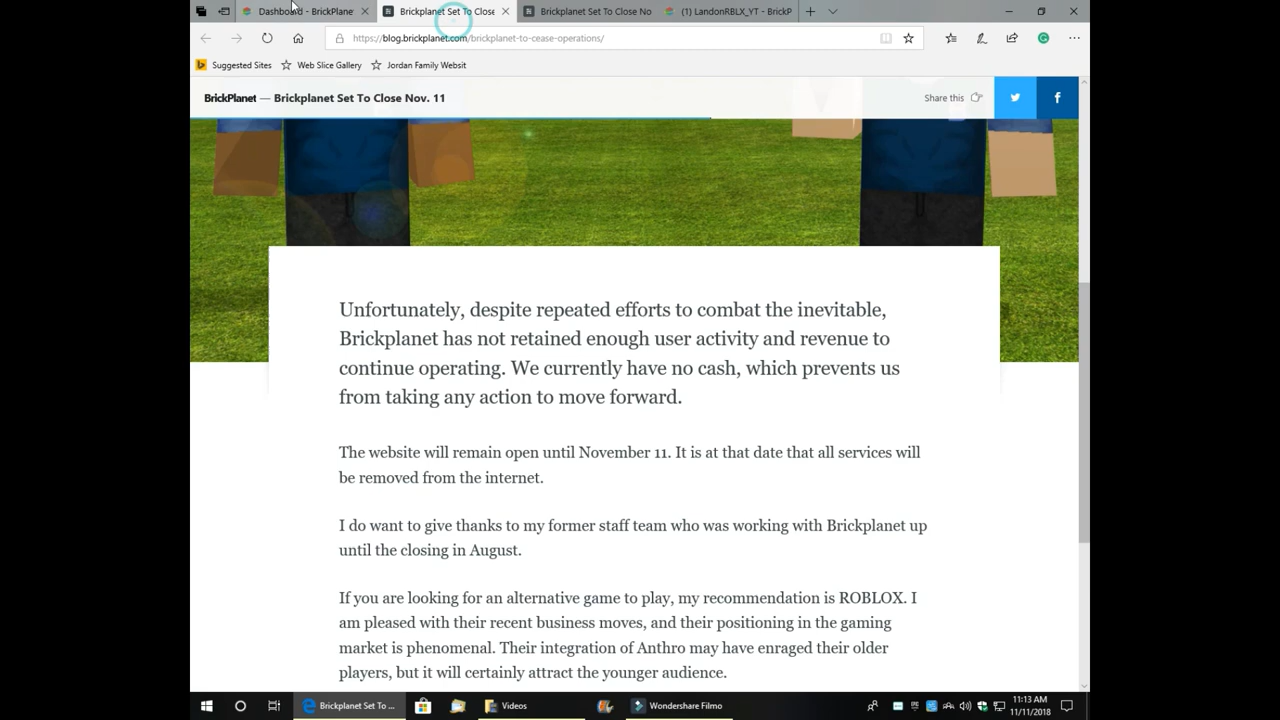 Dashboard - BrickPlane
Brickplanet Set To Close
Brickplanet Set To Close No
(1) LandonRBLX_YT - BrickP
https://blog.brickplanet.com/brickplanet-to-cease-operations/
Suggested Sites
Web Slice Gallery
Jordan Family Websit
BrickPlanet — Brickplanet Set To Close Nov. 11
Share this
Unfortunately, despite repeated efforts to combat the inevitable,
Brickplanet has not retained enough user activity and revenue to
continue operating. We currently have no cash, which prevents us
from taking any action to move forward.
The website will remain open until November 11. It is at that date that all services will
be removed from the internet.
I do want to give thanks to my former staff team who was working with Brickplanet up
until the closing in August.
If you are looking for an alternative game to play, my recommendation is ROBLOX. I
am pleased with their recent business moves, and their positioning in the gaming
market is phenomenal. Their integration of Anthro may have enraged their older
players, but it will certainly attract the younger audience.
Brickplanet Set To ...
Videos
Wondershare Filmo
11:13 AM
11/11/2018